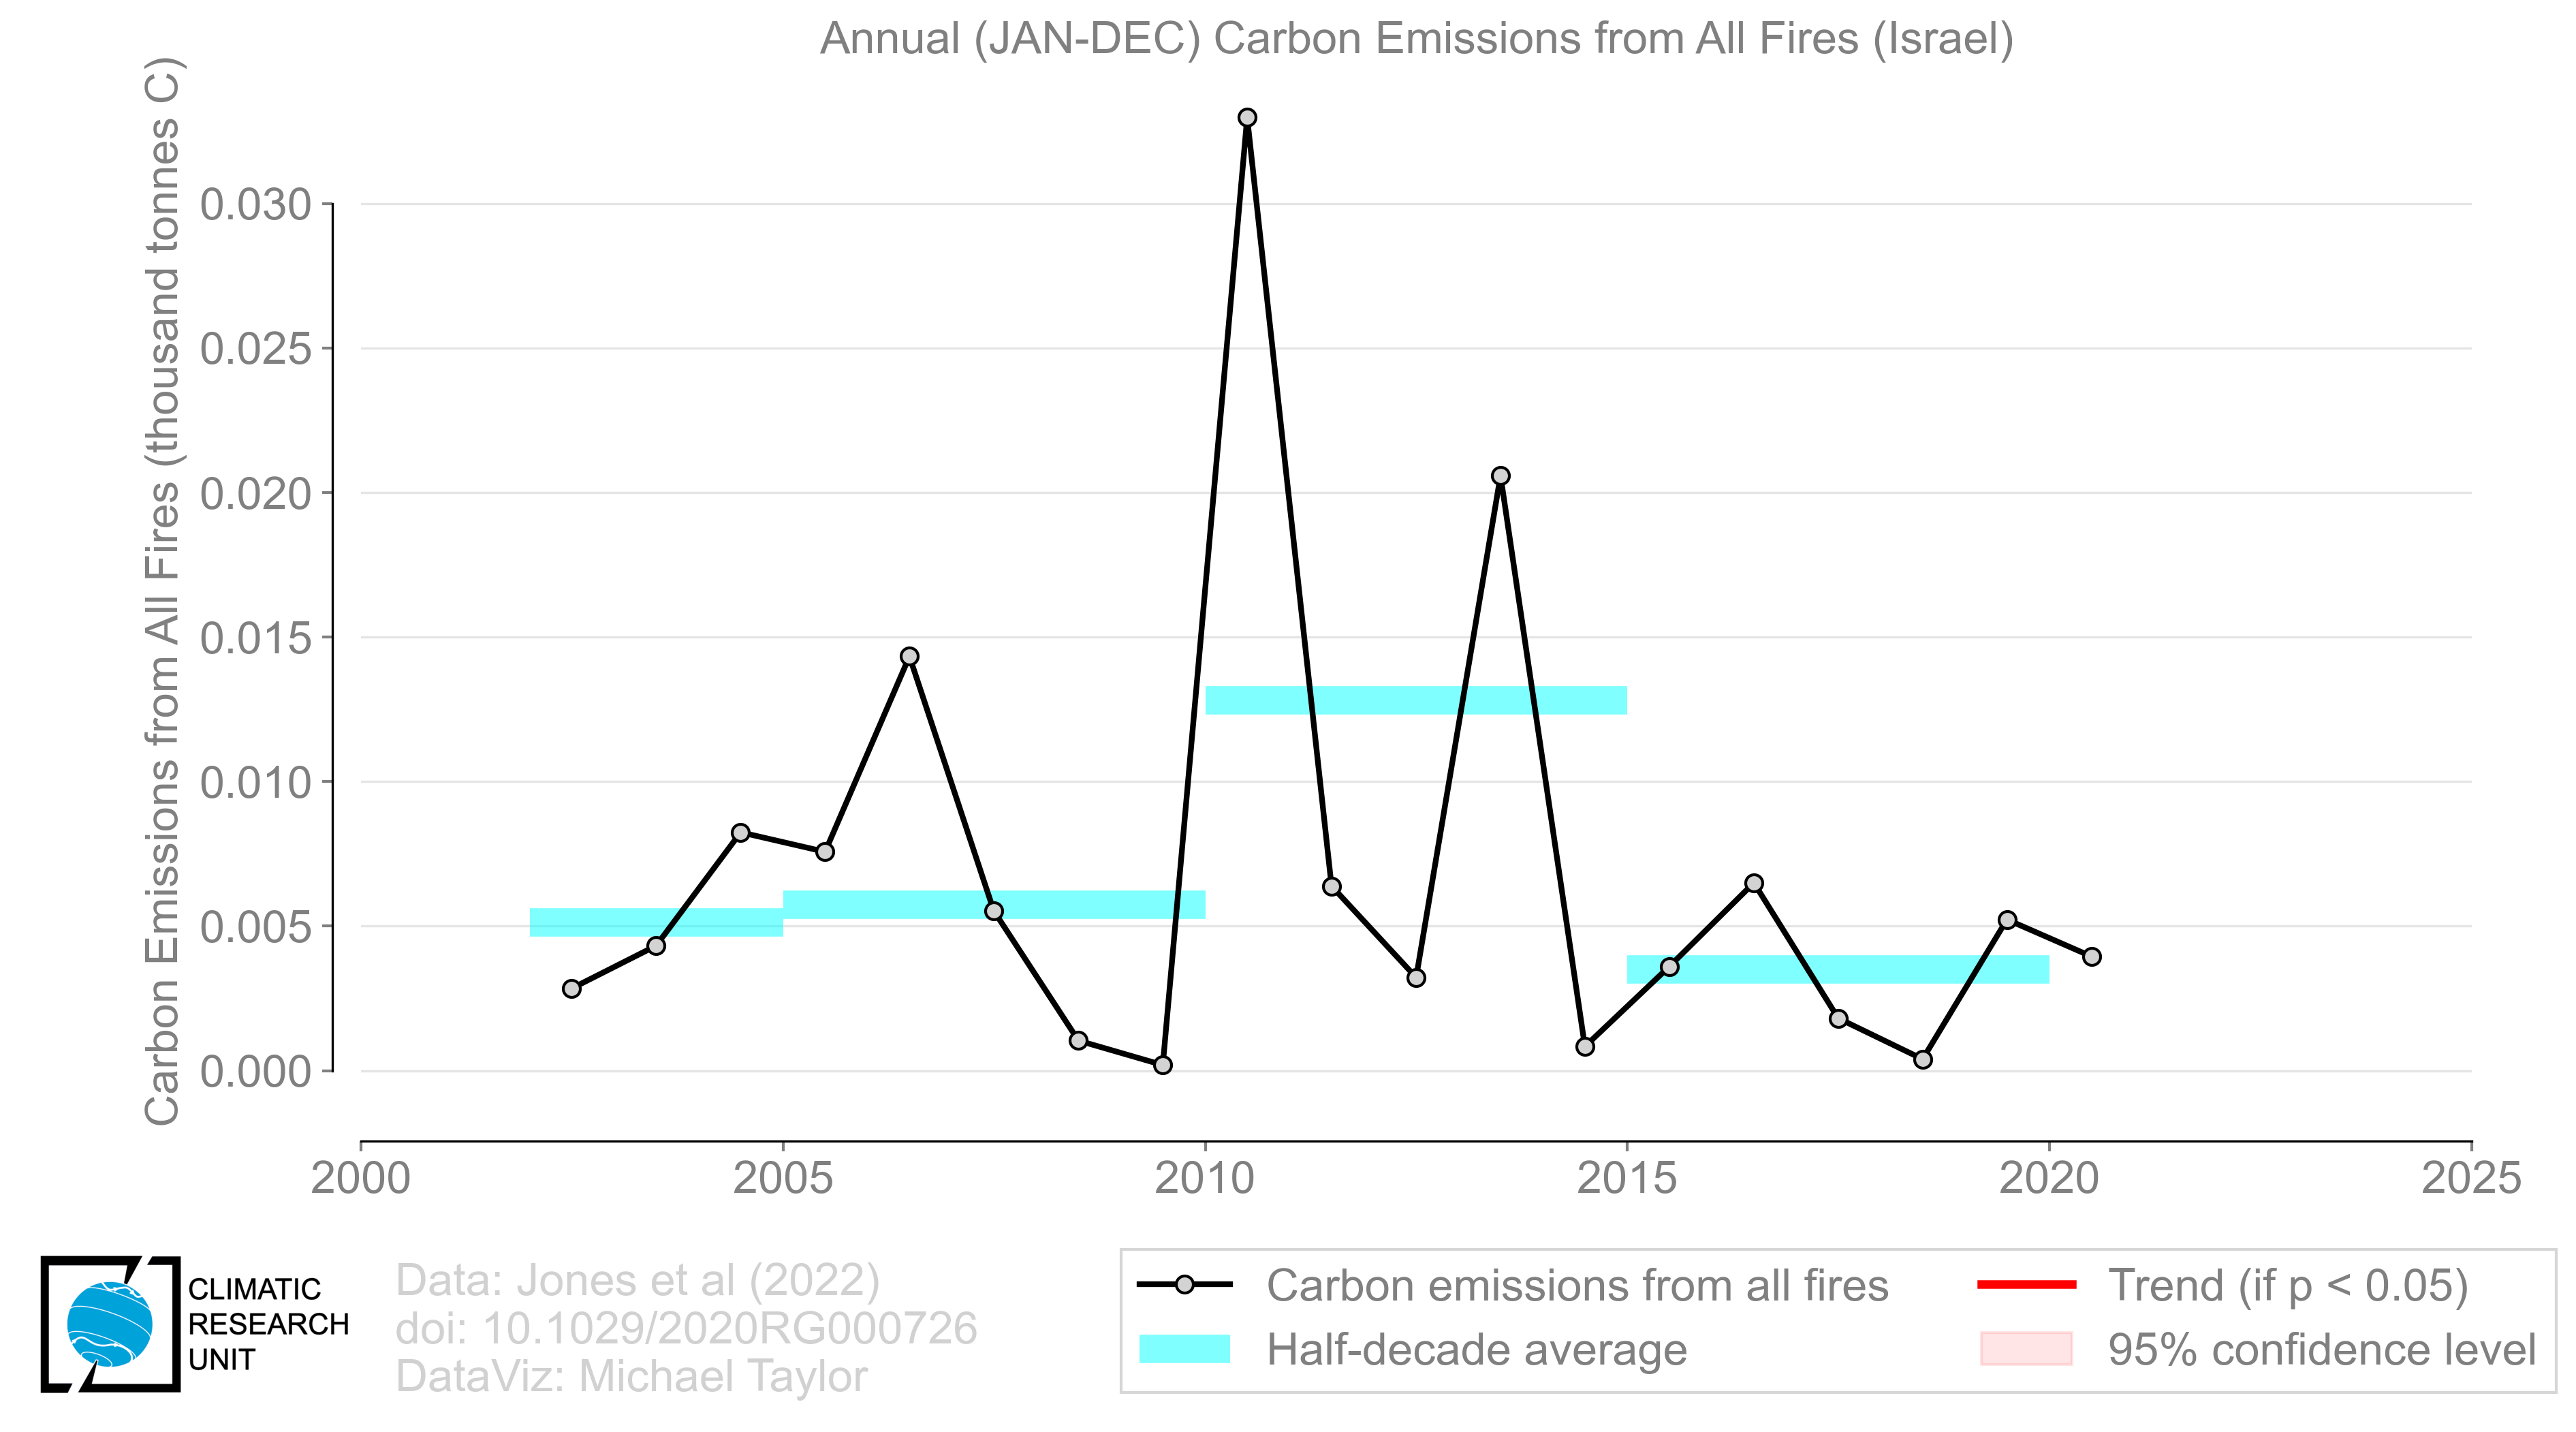 Annual (JAN-DEC) Carbon Emissions from All Fires (Israel)
Carbon Emissions from All Fires (thousand tonnes C)
0.030
0.025
0.020
0.015
0.010
0.005
0.000
2000 2005 2010 2015 2020 2025
CLIMATIC
RESEARCH
UNIT
Data: Jones et al (2022)
doi: 10.1029/2020RG000726
DataViz: Michael Taylor
Carbon emissions from all fires
Half-decade average
Trend (if p < 0.05)
95% confidence level